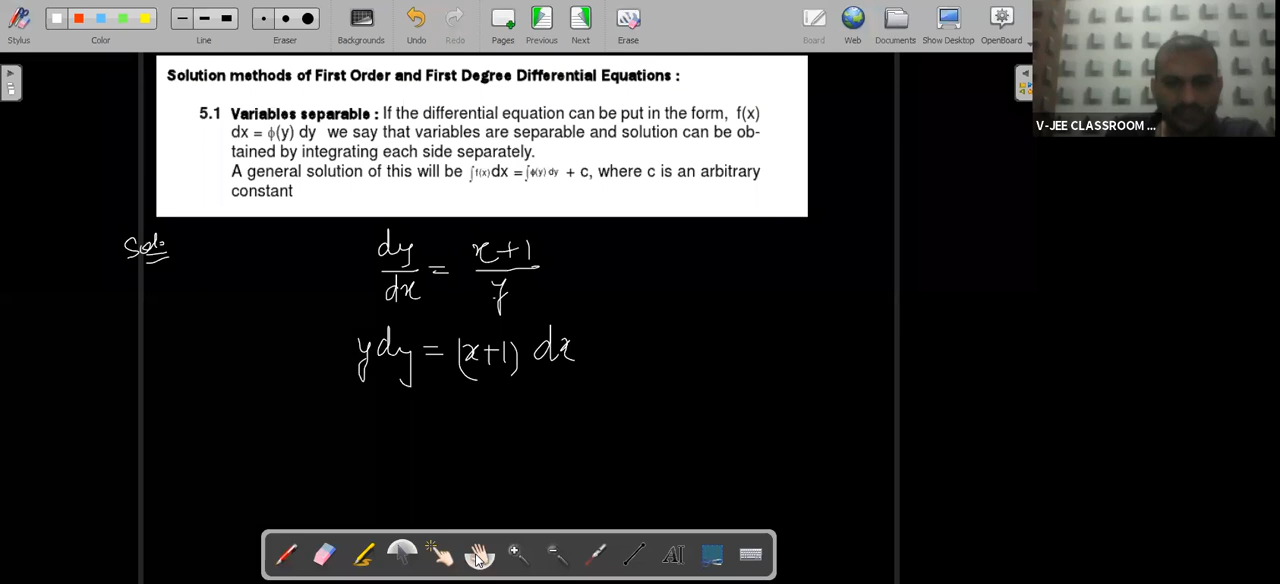 Stylus Color Line Eraser Backgrounds Undo Redo Pages Previous Next Erase Board Web Documents Show Desktop OpenBoard
V-JEE CLASSROOM ...
Solution methods of First Order and First Degree Differential Equations :
5.1 Variables separable : If the differential equation can be put in the form, f(x)
dx = ϕ(y) dy we say that variables are separable and solution can be ob-
tained by integrating each side separately.
A general solution of this will be ∫f(x)dx =∫ϕ(y) dy + c, where c is an arbitrary
constant
Sol:
dy/dx = x+1/y
ydy = (x+1) dx
AI